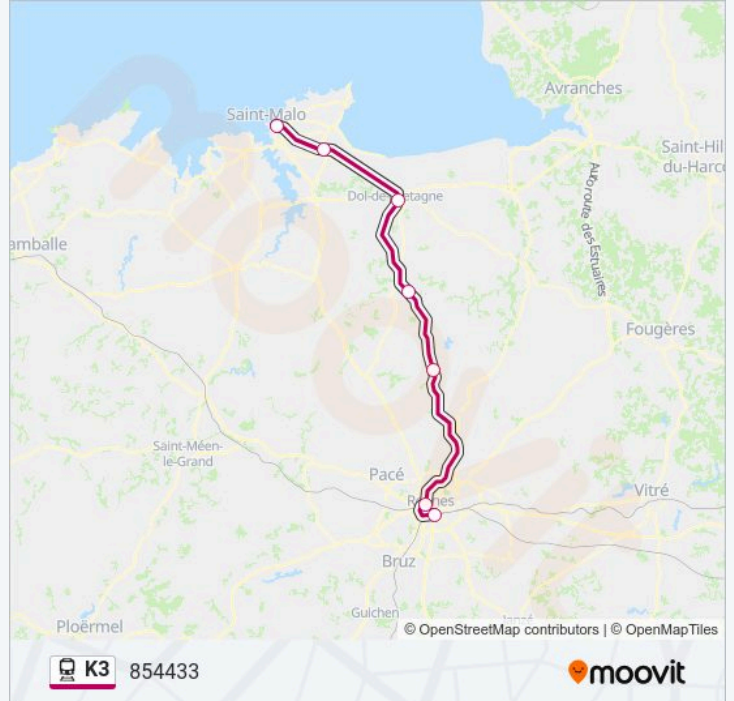 Avranches
Saint-Malo
Saint-Hil
du-Harco
Autoroute des Estuaires
Dol-de-Bretagne
amballe
Fougères
Saint-Méen-
le-Grand
Pacé
Rennes
Vitré
Bruz
Guichen
Ploërmel
© OpenStreetMap contributors | © OpenMapTiles
K3 854433
moovit